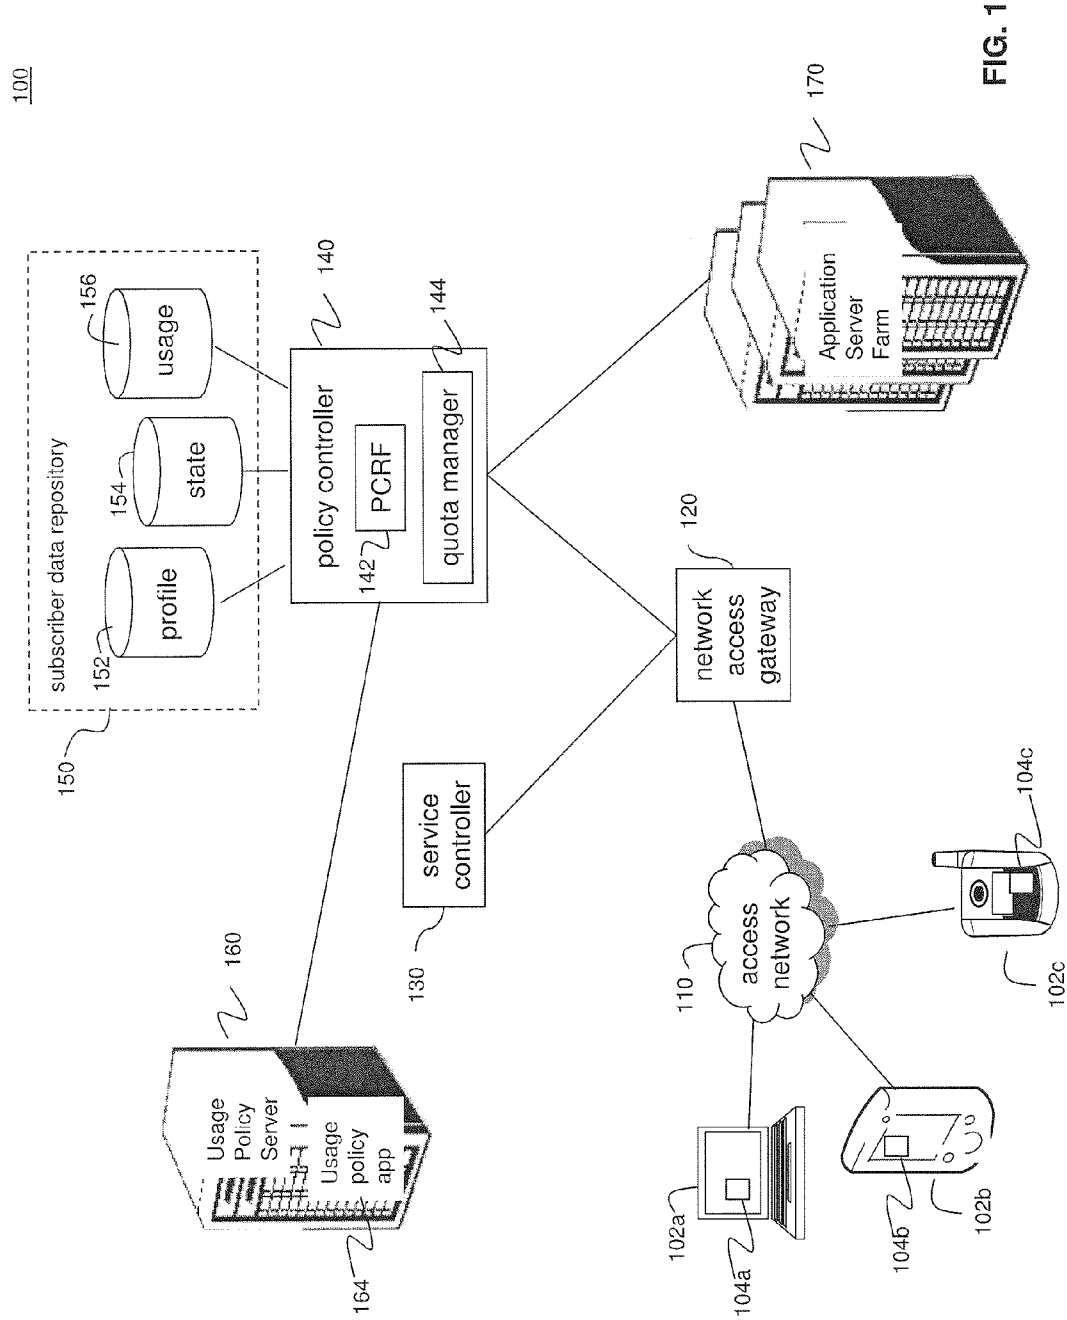 100
subscriber data repository
150
profile
152
state
154
usage
156
policy controller
140
PCRF
142
quota manager
144
160
Usage
Policy
Server
Usage
policy
app
164
service
controller
130
network
access
gateway
120
Application
Server
Farm
170
access
network
110
102a
104a
102b
104b
102c
104c
FIG. 1